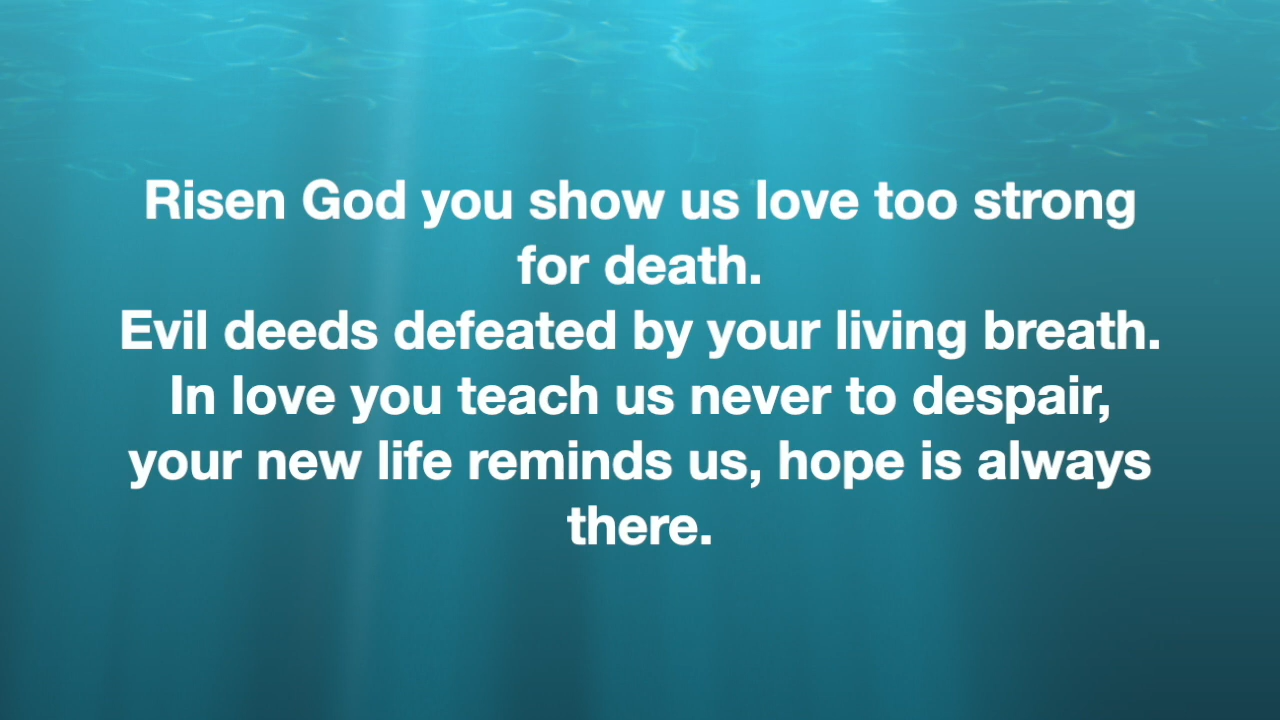 Risen God you show us love too strong
for death.
Evil deeds defeated by your living breath.
In love you teach us never to despair,
your new life reminds us, hope is always
there.